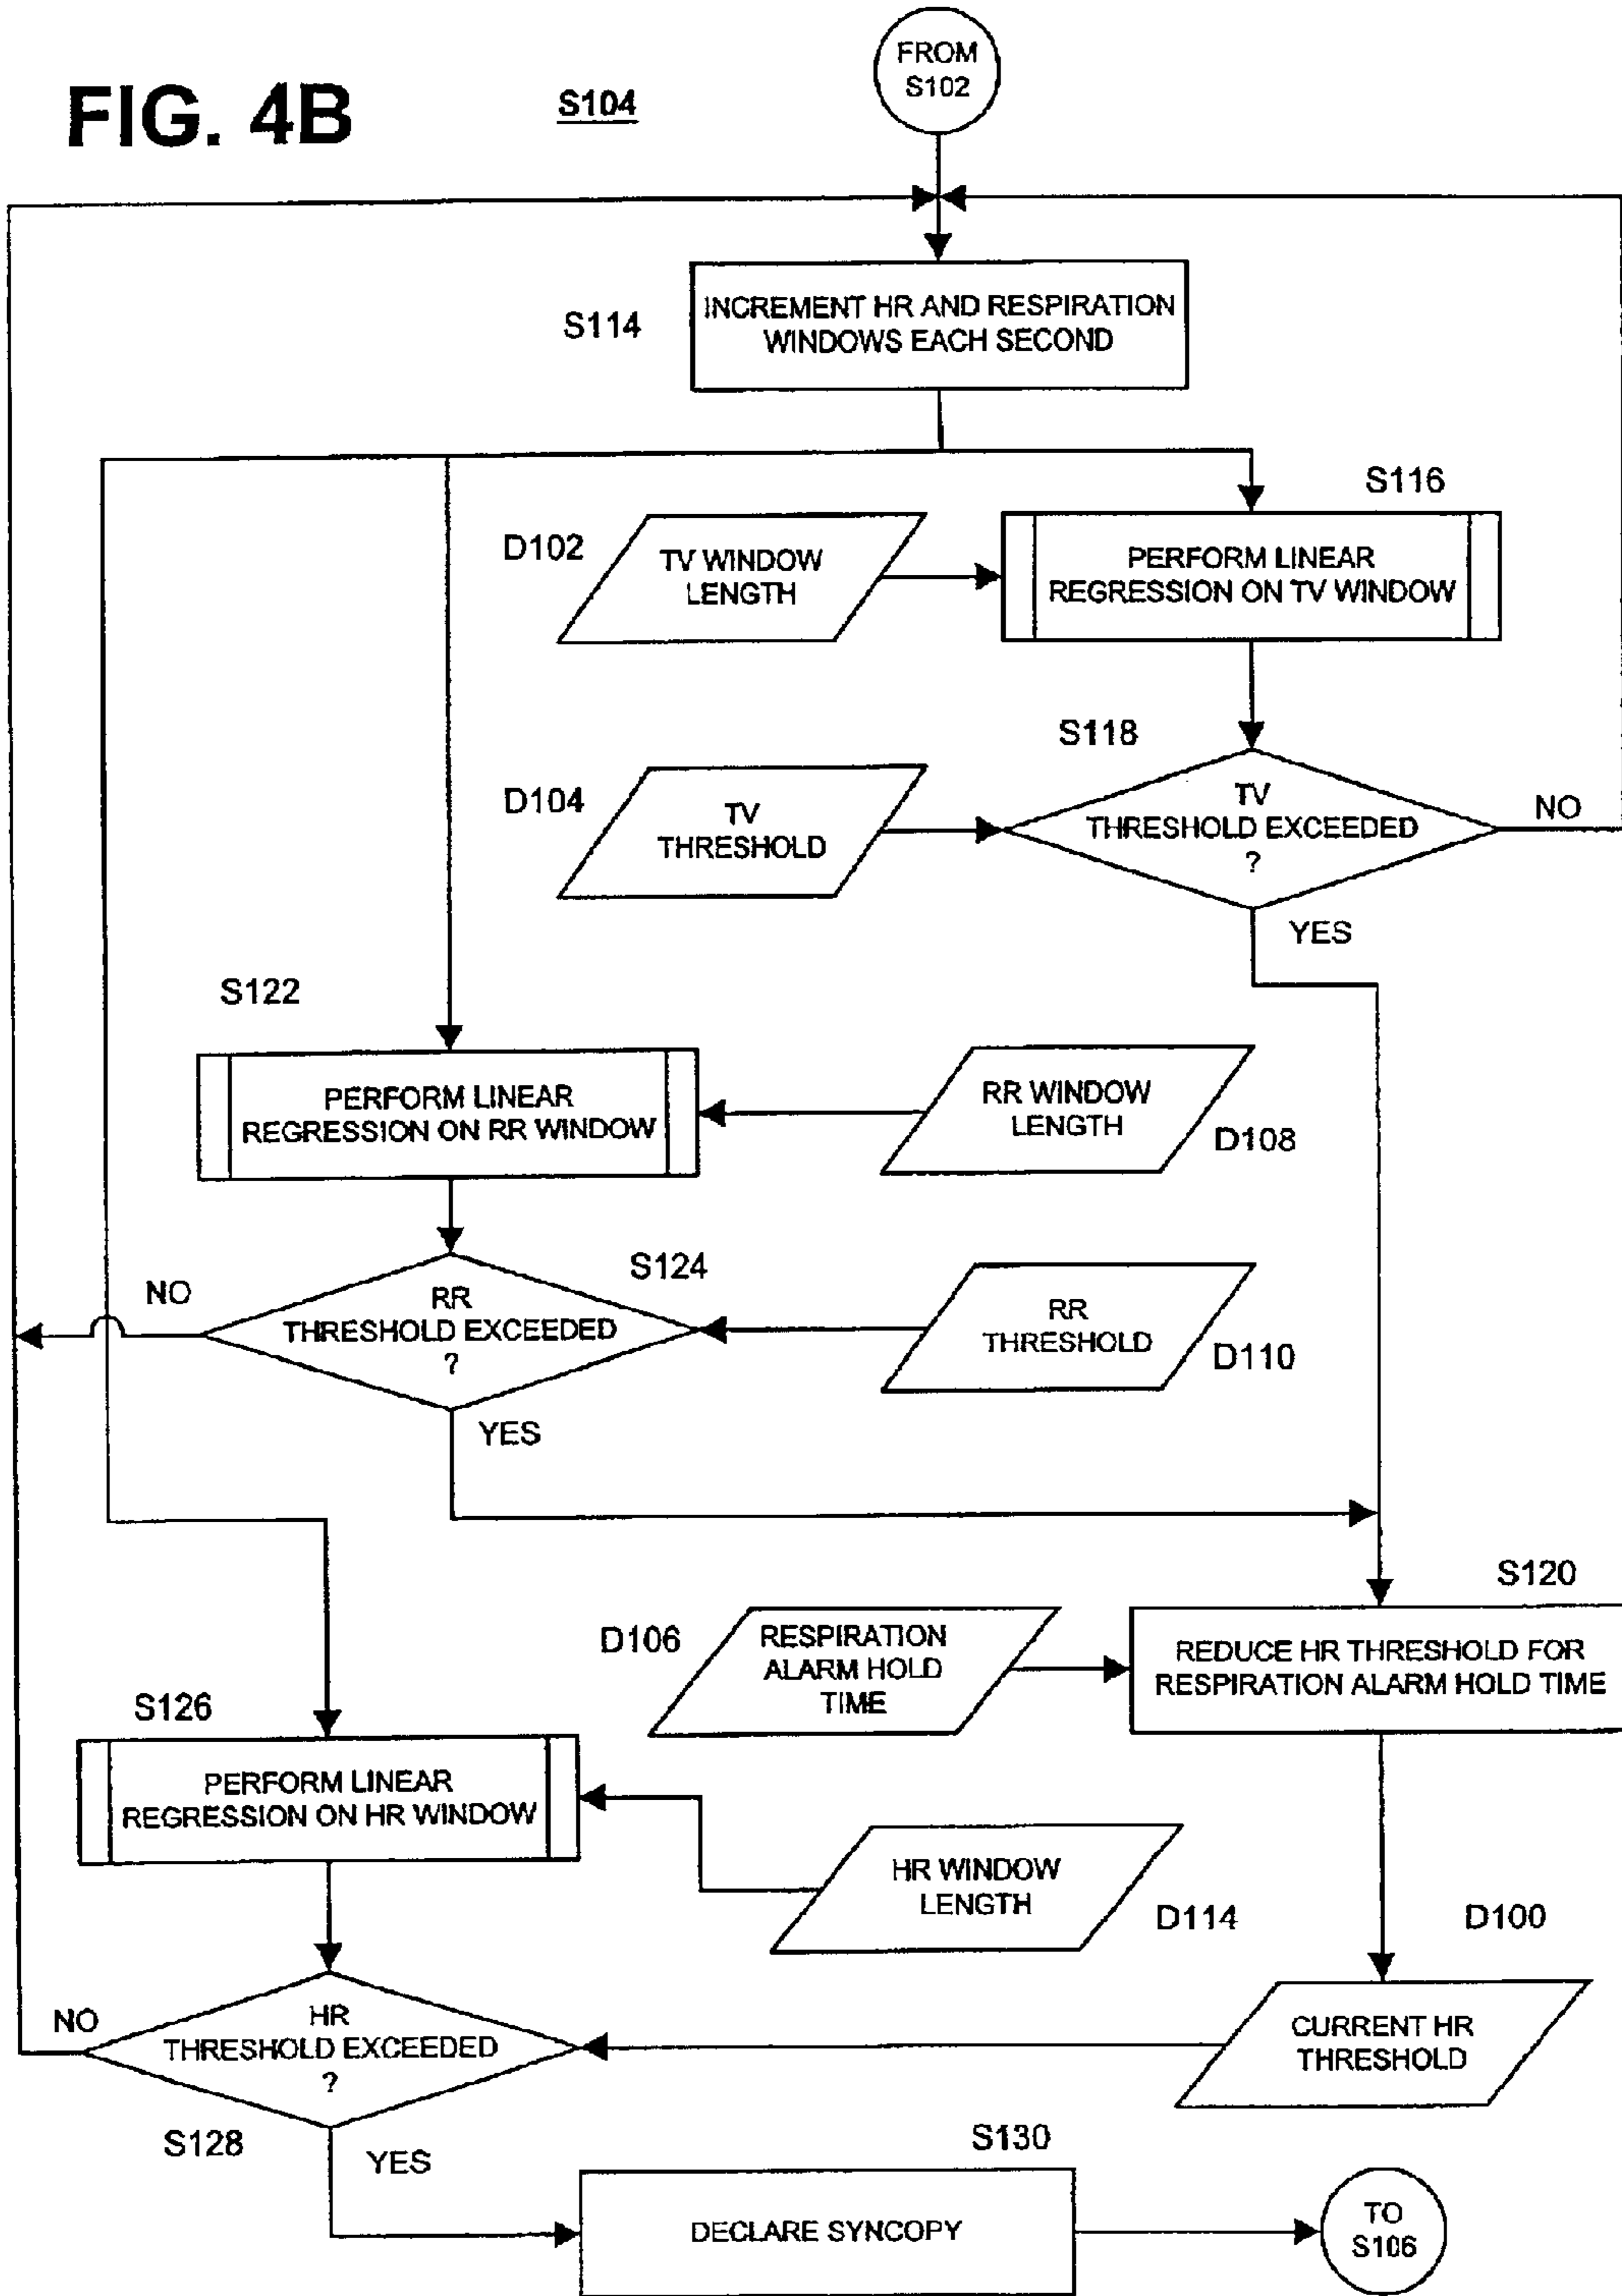 FROM
S102
FIG. 4B
S104
S114
INCREMENT HR AND RESPIRATION
WINDOWS EACH SECOND
S116
D102
TV WINDOW
LENGTH
PERFORM LINEAR
REGRESSION ON TV WINDOW
S118
D104
TV
THRESHOLD
TV
THRESHOLD EXCEEDED
?
NO
YES
S122
PERFORM LINEAR
REGRESSION ON RR WINDOW
RR WINDOW
LENGTH
D108
S124
NO
RR
THRESHOLD EXCEEDED
?
RR
THRESHOLD
D110
YES
S120
D106
RESPIRATION
ALARM HOLD
TIME
REDUCE HR THRESHOLD FOR
RESPIRATION ALARM HOLD TIME
S126
PERFORM LINEAR
REGRESSION ON HR WINDOW
HR WINDOW
LENGTH
D114
D100
NO
HR
THRESHOLD EXCEEDED
?
CURRENT HR
THRESHOLD
S128
YES
S130
DECLARE SYNCOPY
TO
S106